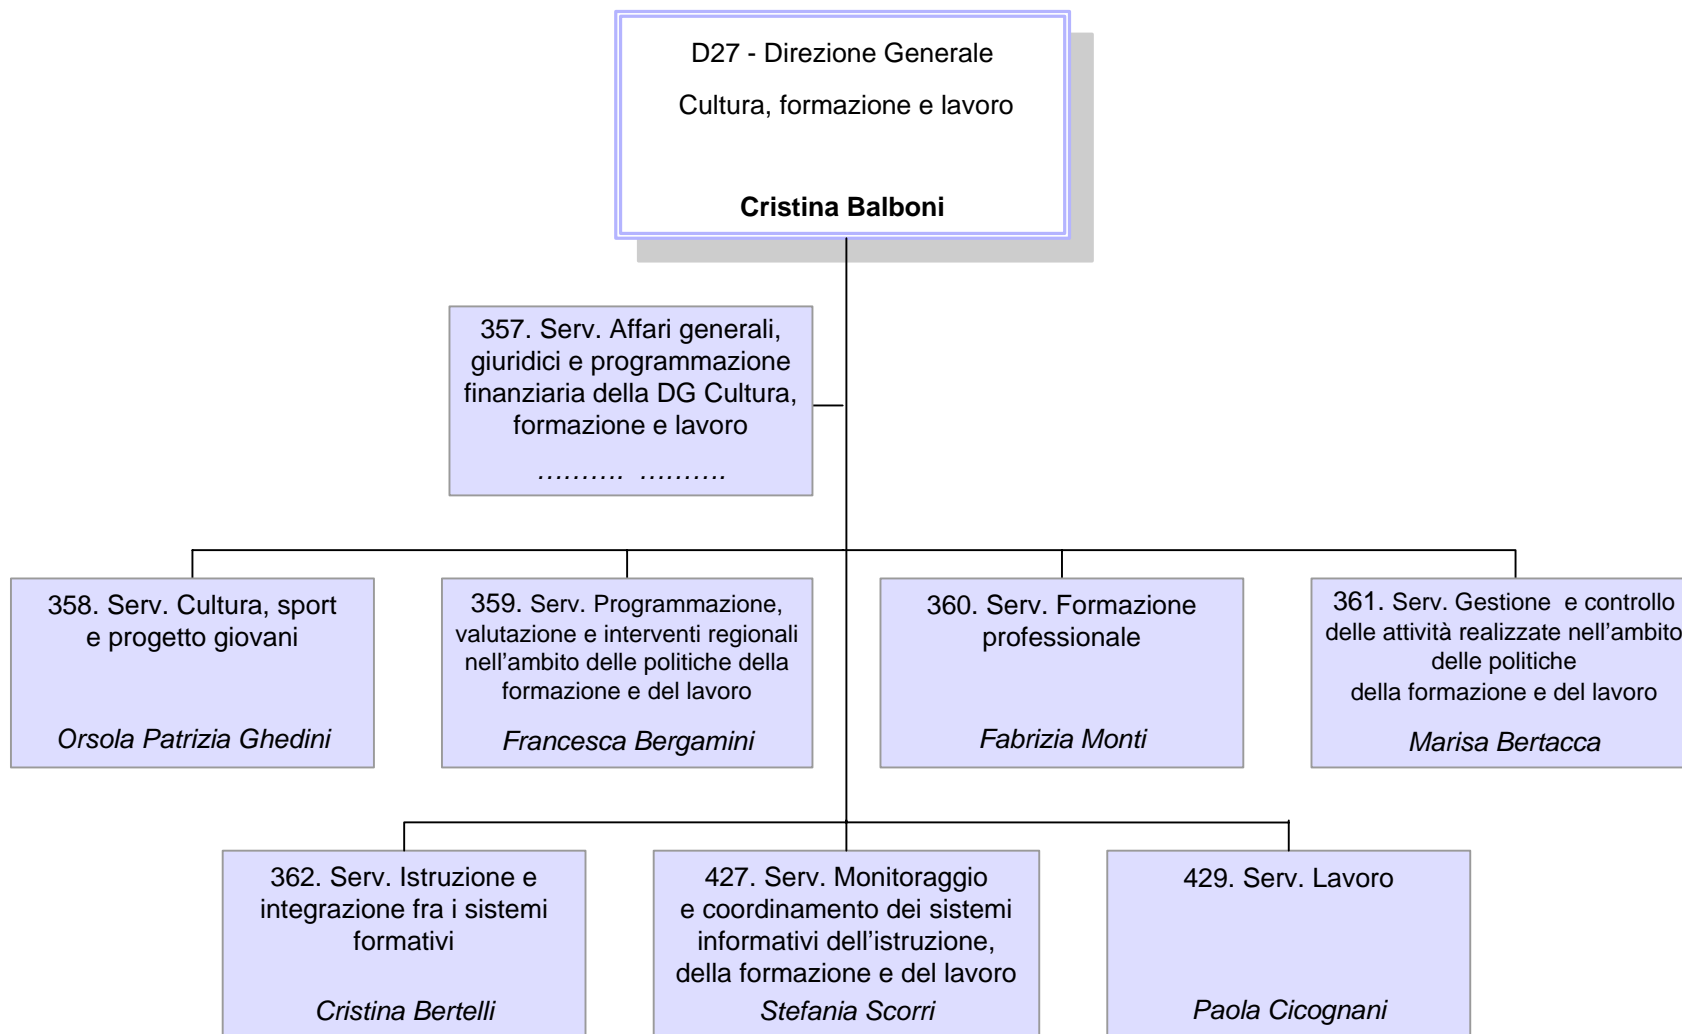 D27 - Direzione Generale
Cultura, formazione e lavoro
Cristina Balboni
357. Serv. Affari generali,
giuridici e programmazione
finanziaria della DG Cultura,
formazione e lavoro
………. ……….
358. Serv. Cultura, sport
e progetto giovani
Orsola Patrizia Ghedini
359. Serv. Programmazione,
valutazione e interventi regionali
nell’ambito delle politiche della
formazione e del lavoro
Francesca Bergamini
360. Serv. Formazione
professionale
Fabrizia Monti
361. Serv. Gestione e controllo
delle attività realizzate nell’ambito
delle politiche
della formazione e del lavoro
Marisa Bertacca
362. Serv. Istruzione e
integrazione fra i sistemi
formativi
Cristina Bertelli
427. Serv. Monitoraggio
e coordinamento dei sistemi
informativi dell’istruzione,
della formazione e del lavoro
Stefania Scorri
429. Serv. Lavoro
Paola Cicognani